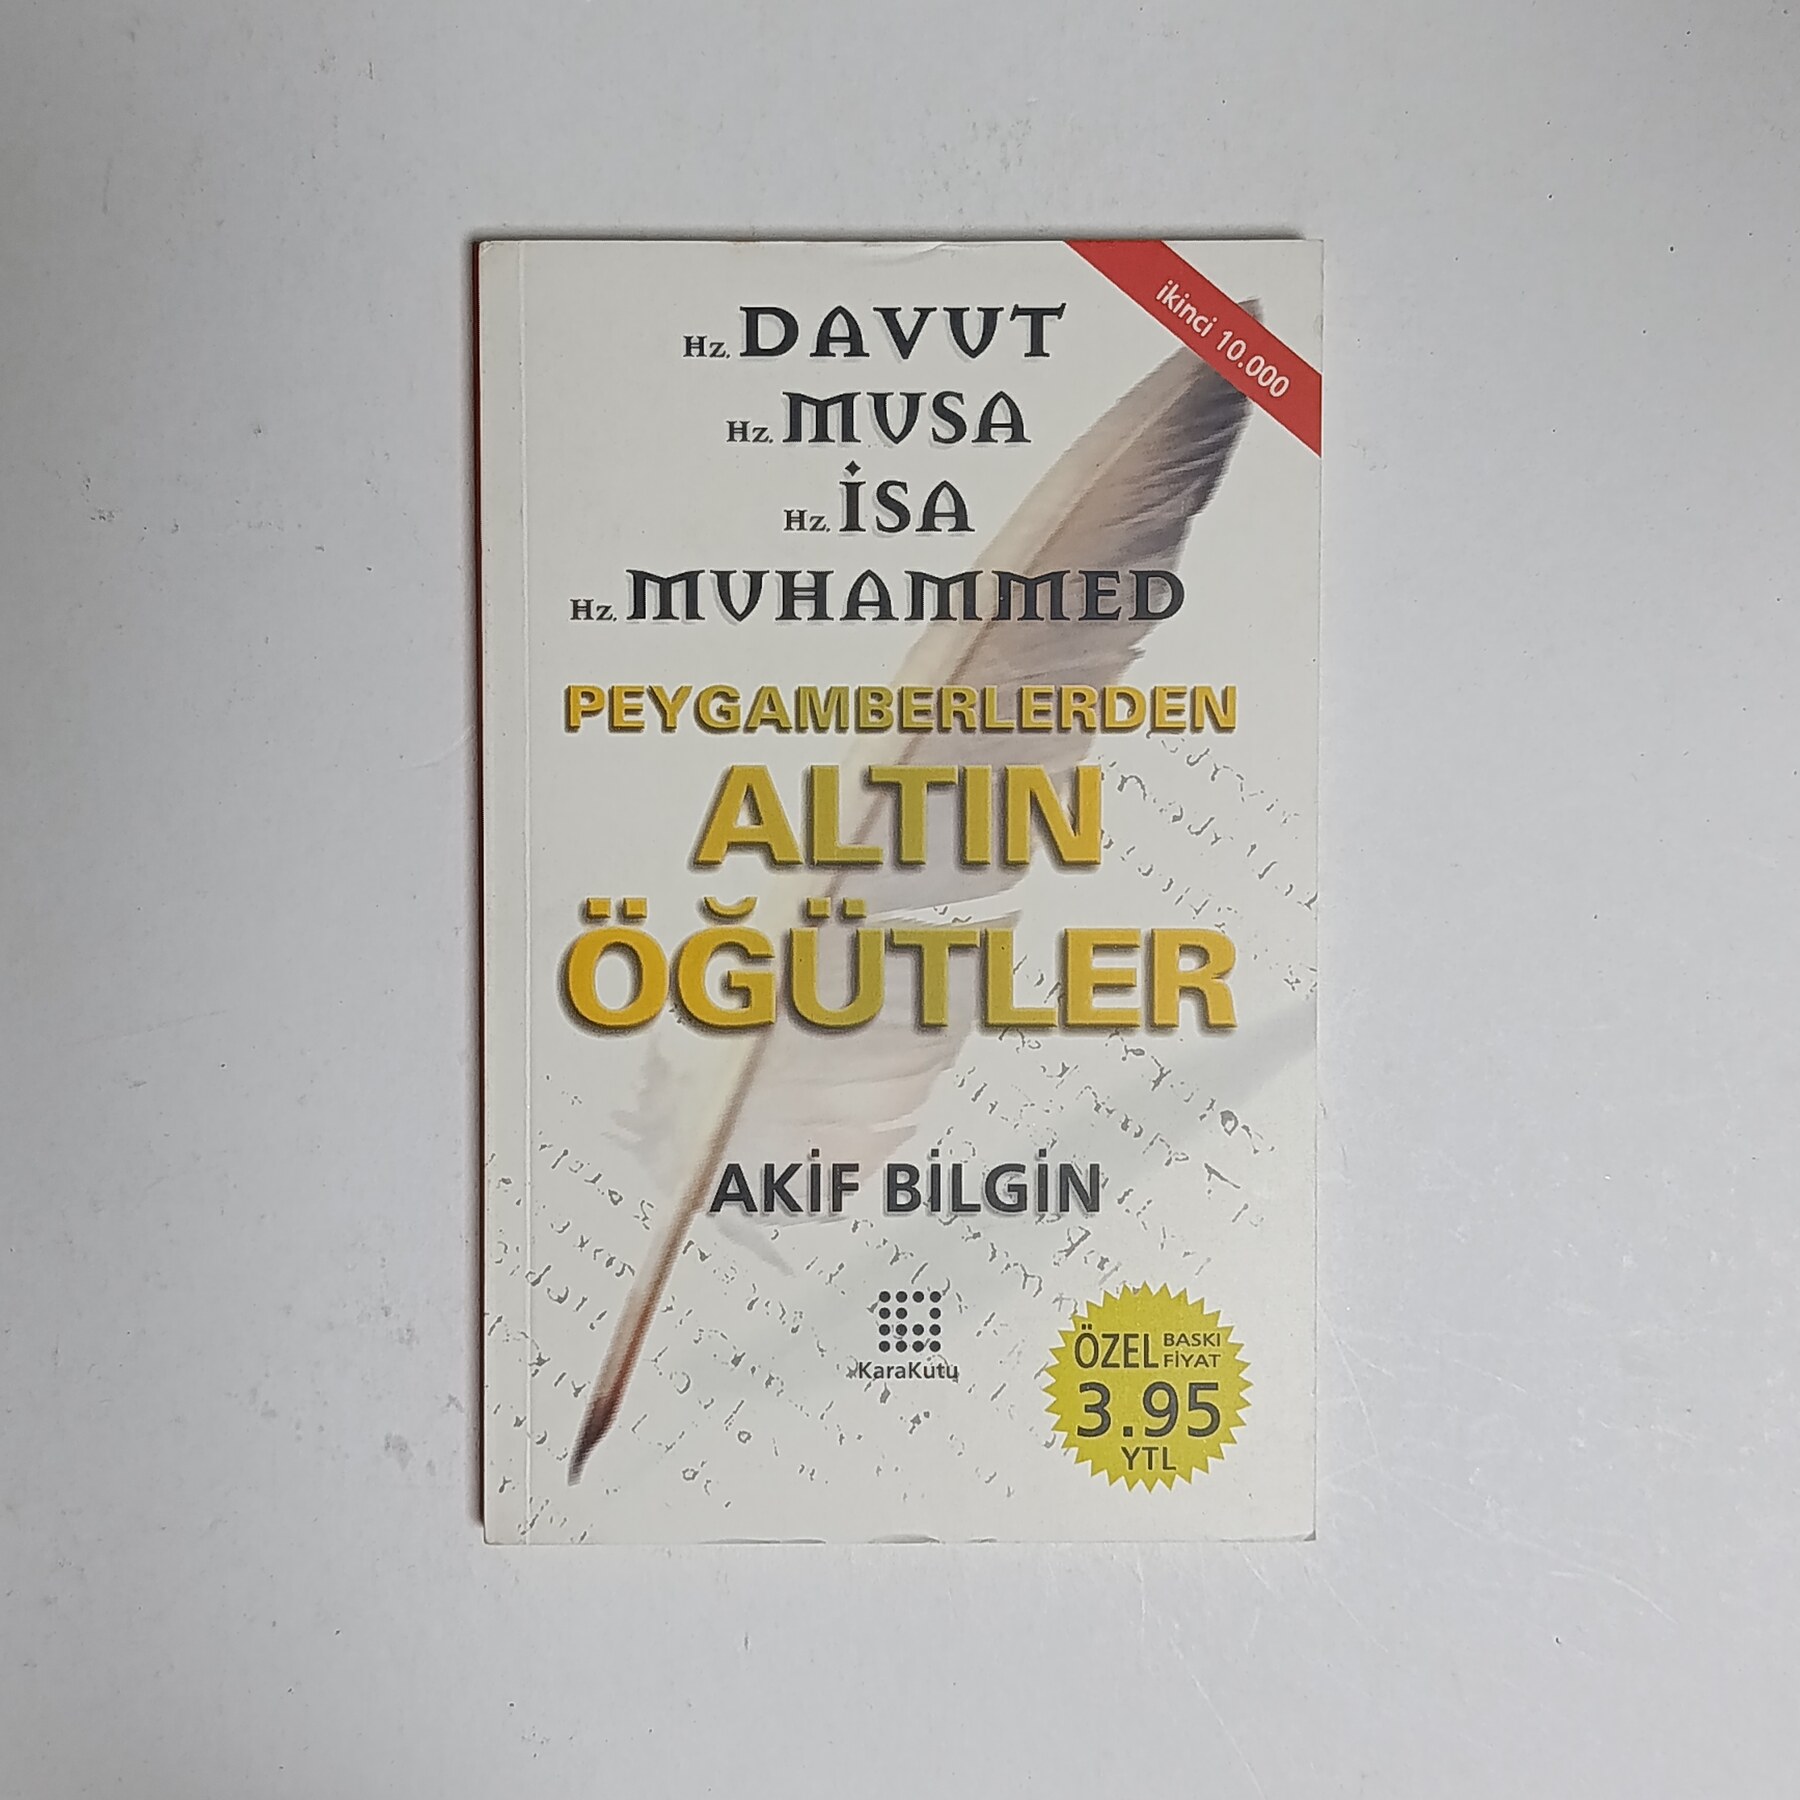 ikinci 10.000
Hz. DAVUT
Hz. MUSA
Hz. İSA
Hz. MUHAMMED
PEYGAMBERLERDEN
ALTIN
ÖĞÜTLER
AKİF BİLGİN
KaraKutu
ÖZEL BASKI FİYAT
3.95
YTL